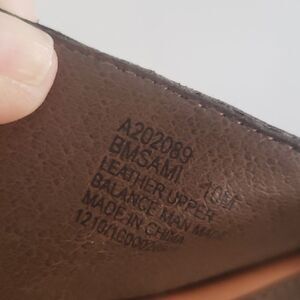 A202089
BMSAMI 10M
LEATHER UPPER
BALANCE MAN MADE
MADE IN CHINA